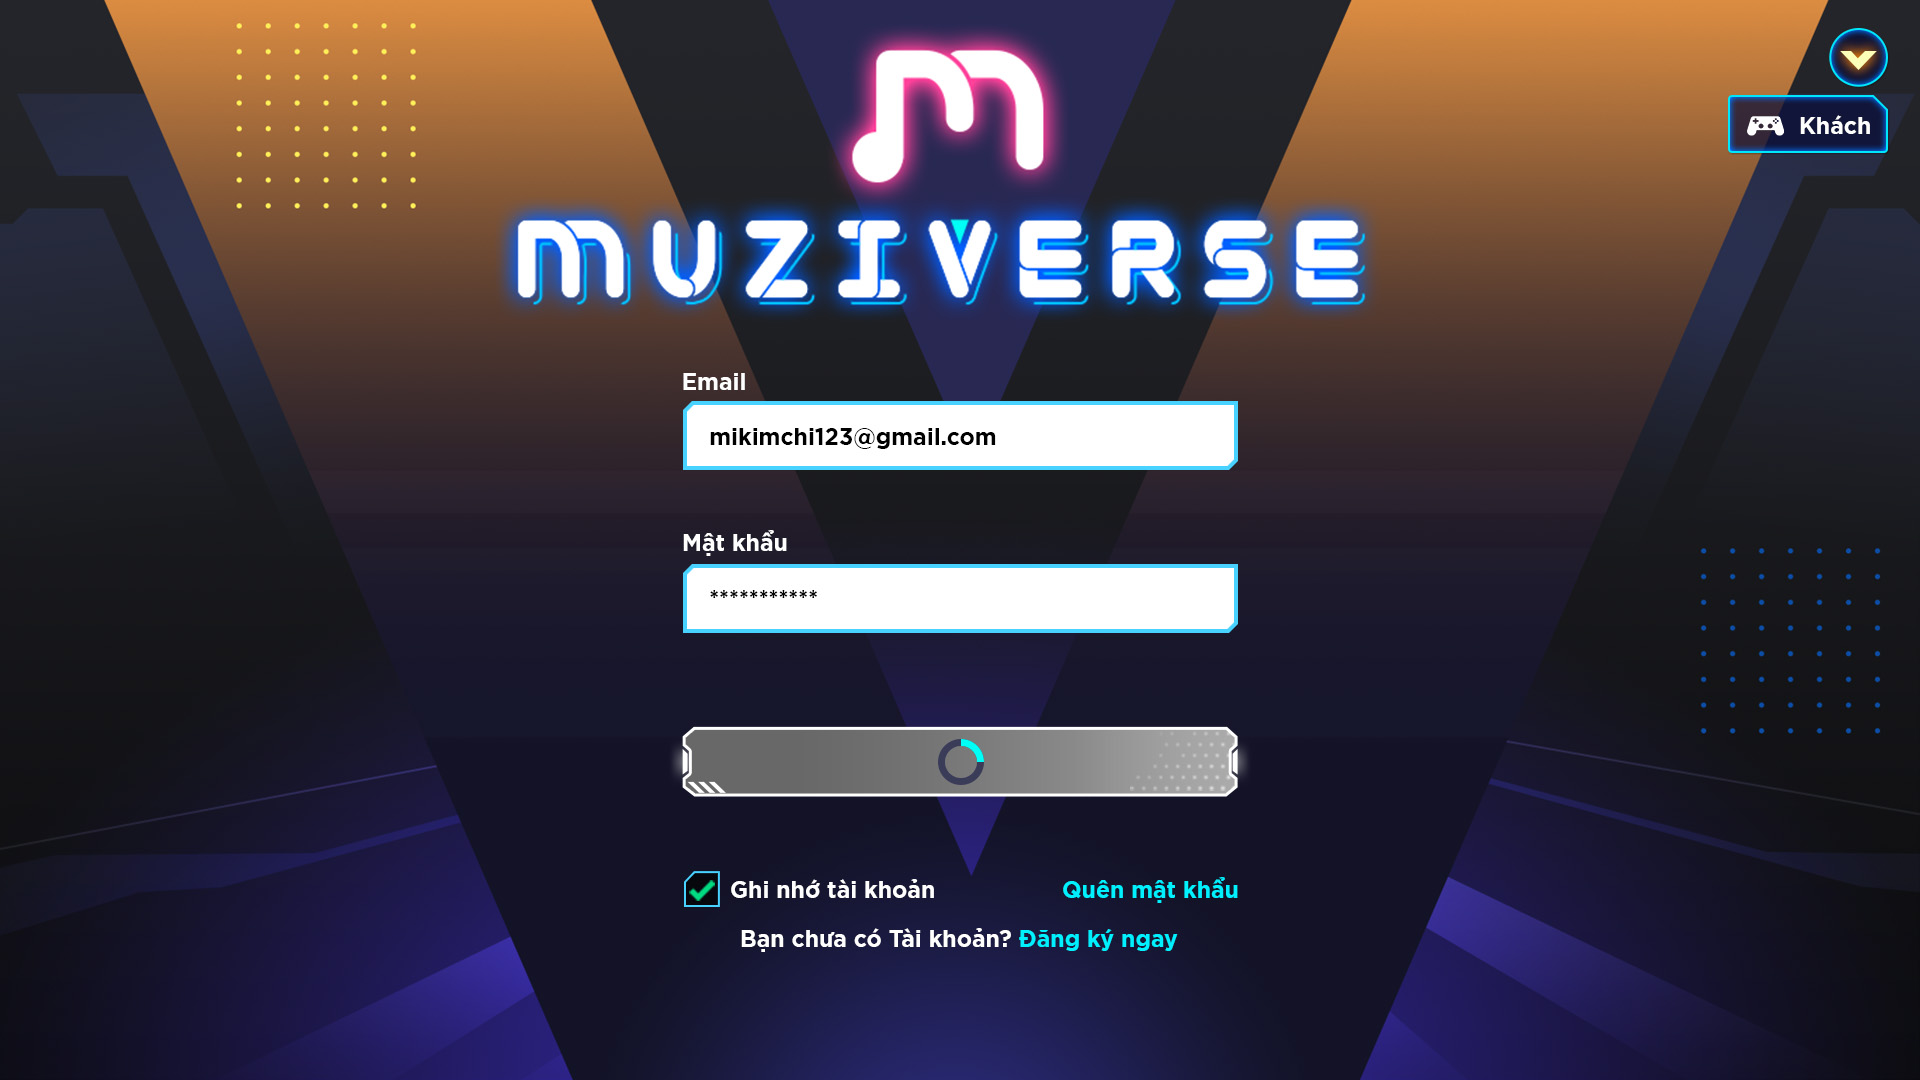 MUZIVERSE
Khách
Email
mikimchi123@gmail.com
Mật khẩu
***********
Ghi nhớ tài khoản
Quên mật khẩu
Bạn chưa có Tài khoản? Đăng ký ngay